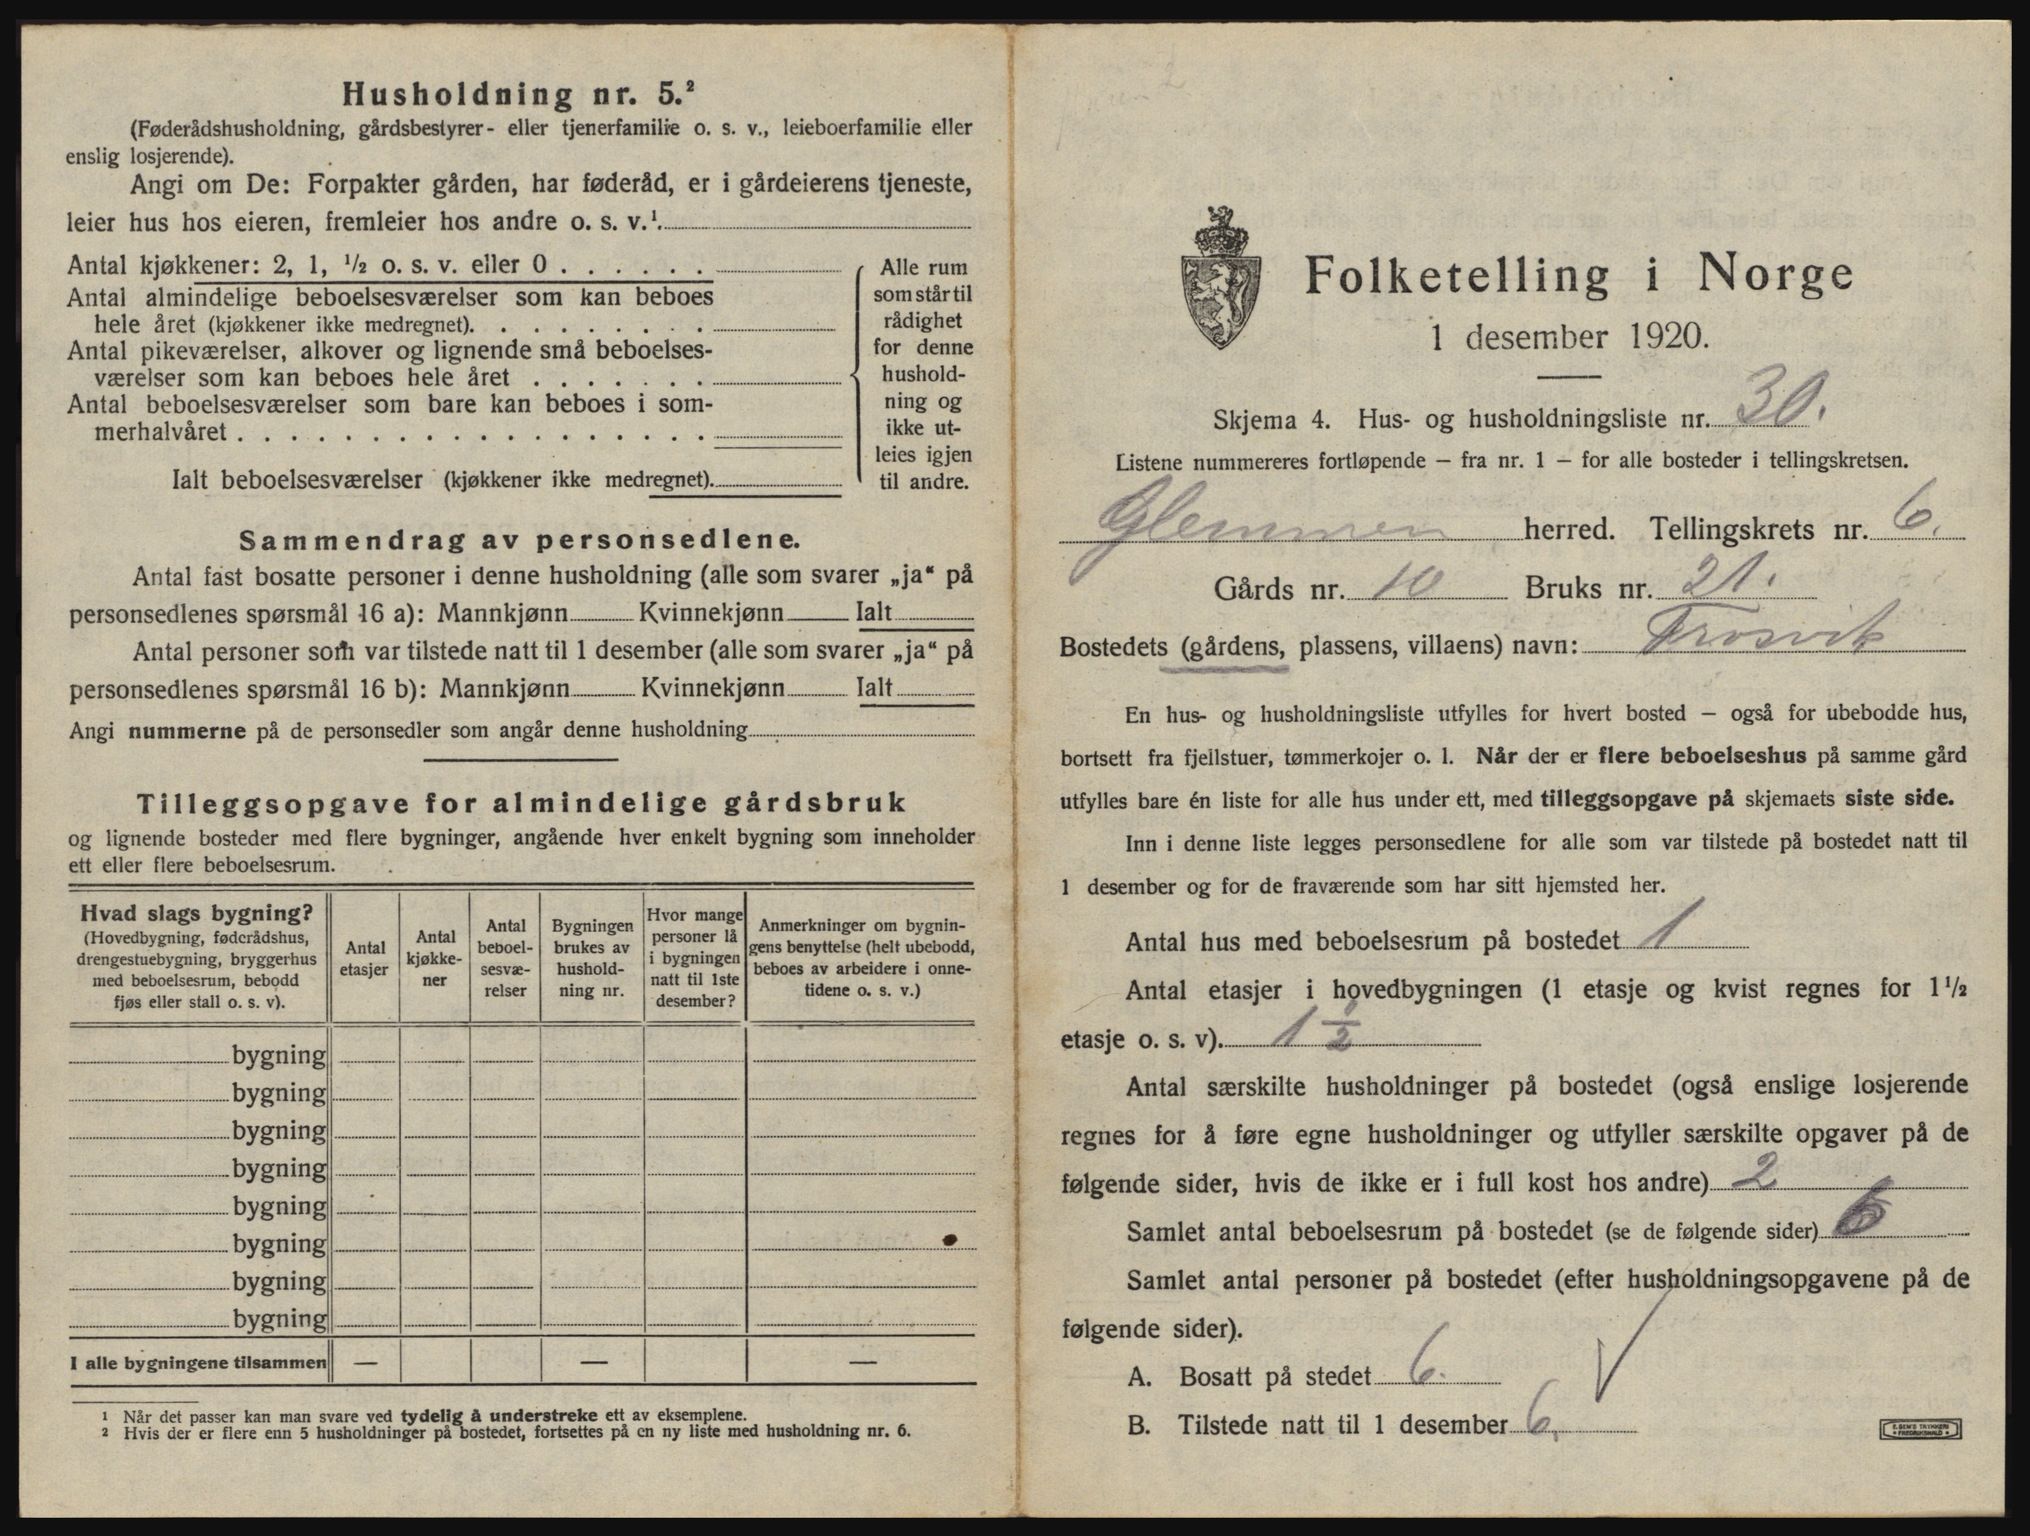 Husholdning nr. 5.²
(Føderådshusholdning, gårdsbestyrer- eller tjenerfamilie o. s. v., leieboerfamilie eller
enslig losjerende).
Angi om De: Forpakter gården, har føderåd, er i gårdeierens tjeneste,
leier hus hos eieren, fremleier hos andre o. s. v.¹.
Antal kjøkkener: 2, 1, ½ o. s. v. eller 0 . . . . . .
Antal almindelige beboelsesværelser som kan beboes
hele året (kjøkkener ikke medregnet). . . . . . . . .
Antal pikeværelser, alkover og lignende små beboelses-
værelser som kan beboes hele året . . . . . . .
Antal beboelsesværelser som bare kan beboes i som-
merhalvåret . . . . . . . . . . . . . . . . . .
Ialt beboelsesværelser (kjøkkener ikke medregnet).
Alle rum
som står til
rådighet
for denne
hushold-
ning og
ikke ut-
leies igjen
til andre.
Sammendrag av personsedlene.
Antal fast bosatte personer i denne husholdning (alle som svarer „ja“ på
personsedlenes spørsmål 16 a): Mannkjønn Kvinnekjønn Ialt
Antal personer som var tilstede natt til 1 desember (alle som svarer „ja“ på
personsedlenes spørsmål 16 b): Mannkjønn Kvinnekjønn Ialt
Angi nummerne på de personsedler som angår denne husholdning
Tilleggsopgave for almindelige gårdsbruk
og lignende bosteder med flere bygninger, angående hver enkelt bygning som inneholder
ett eller flere beboelsesrum.
Hvad slags bygning?
(Hovedbygning, føderådshus,
drengestuebygning, bryggerhus
med beboelsesrum, bebodd
fjøs eller stall o. s. v).
Antal
etasjer
Antal
kjøkke-
ner
Antal
beboel-
sesvæ-
relser
Bygningen
brukes av
hushold-
ning nr.
Hvor mange
personer lå
i bygningen
natt til 1ste
desember?
Anmerkninger om bygnin-
gens benyttelse (helt ubebodd,
beboes av arbeidere i onne-
tidene o. s. v.)
bygning
bygning
bygning
bygning
bygning
bygning
bygning
bygning
I alle bygningene tilsammen — — —
¹ Når det passer kan man svare ved tydelig å understreke ett av eksemplene.
² Hvis der er flere enn 5 husholdninger på bostedet, fortsettes på en ny liste med husholdning nr. 6.
Folketelling i Norge
1 desember 1920.
Skjema 4. Hus- og husholdningsliste nr. 30.
Listene nummereres fortløpende – fra nr. 1 – for alle bosteder i tellingskretsen.
Glemmen herred. Tellingskrets nr. 6.
Gårds nr. 10 Bruks nr. 21.
Bostedets (gårdens, plassens, villaens) navn: Trosvik
En hus- og husholdningsliste utfylles for hvert bosted – også for ubebodde hus,
bortsett fra fjellstuer, tømmerkojer o. l. Når der er flere beboelseshus på samme gård
utfylles bare én liste for alle hus under ett, med tilleggsopgave på skjemaets siste side.
Inn i denne liste legges personsedlene for alle som var tilstede på bostedet natt til
1 desember og for de fraværende som har sitt hjemsted her.
Antal hus med beboelsesrum på bostedet 1
Antal etasjer i hovedbygningen (1 etasje og kvist regnes for 1½
etasje o. s. v). 1½
Antal særskilte husholdninger på bostedet (også enslige losjerende
regnes for å føre egne husholdninger og utfyller særskilte opgaver på de
følgende sider, hvis de ikke er i full kost hos andre) 2
Samlet antal beboelsesrum på bostedet (se de følgende sider)
Samlet antal personer på bostedet (efter husholdningsopgavene på de
følgende sider).
A. Bosatt på stedet 6.
B. Tilstede natt til 1 desember 6.
E. SEM'S TRYKKERI
• FREDRIKSHALD •